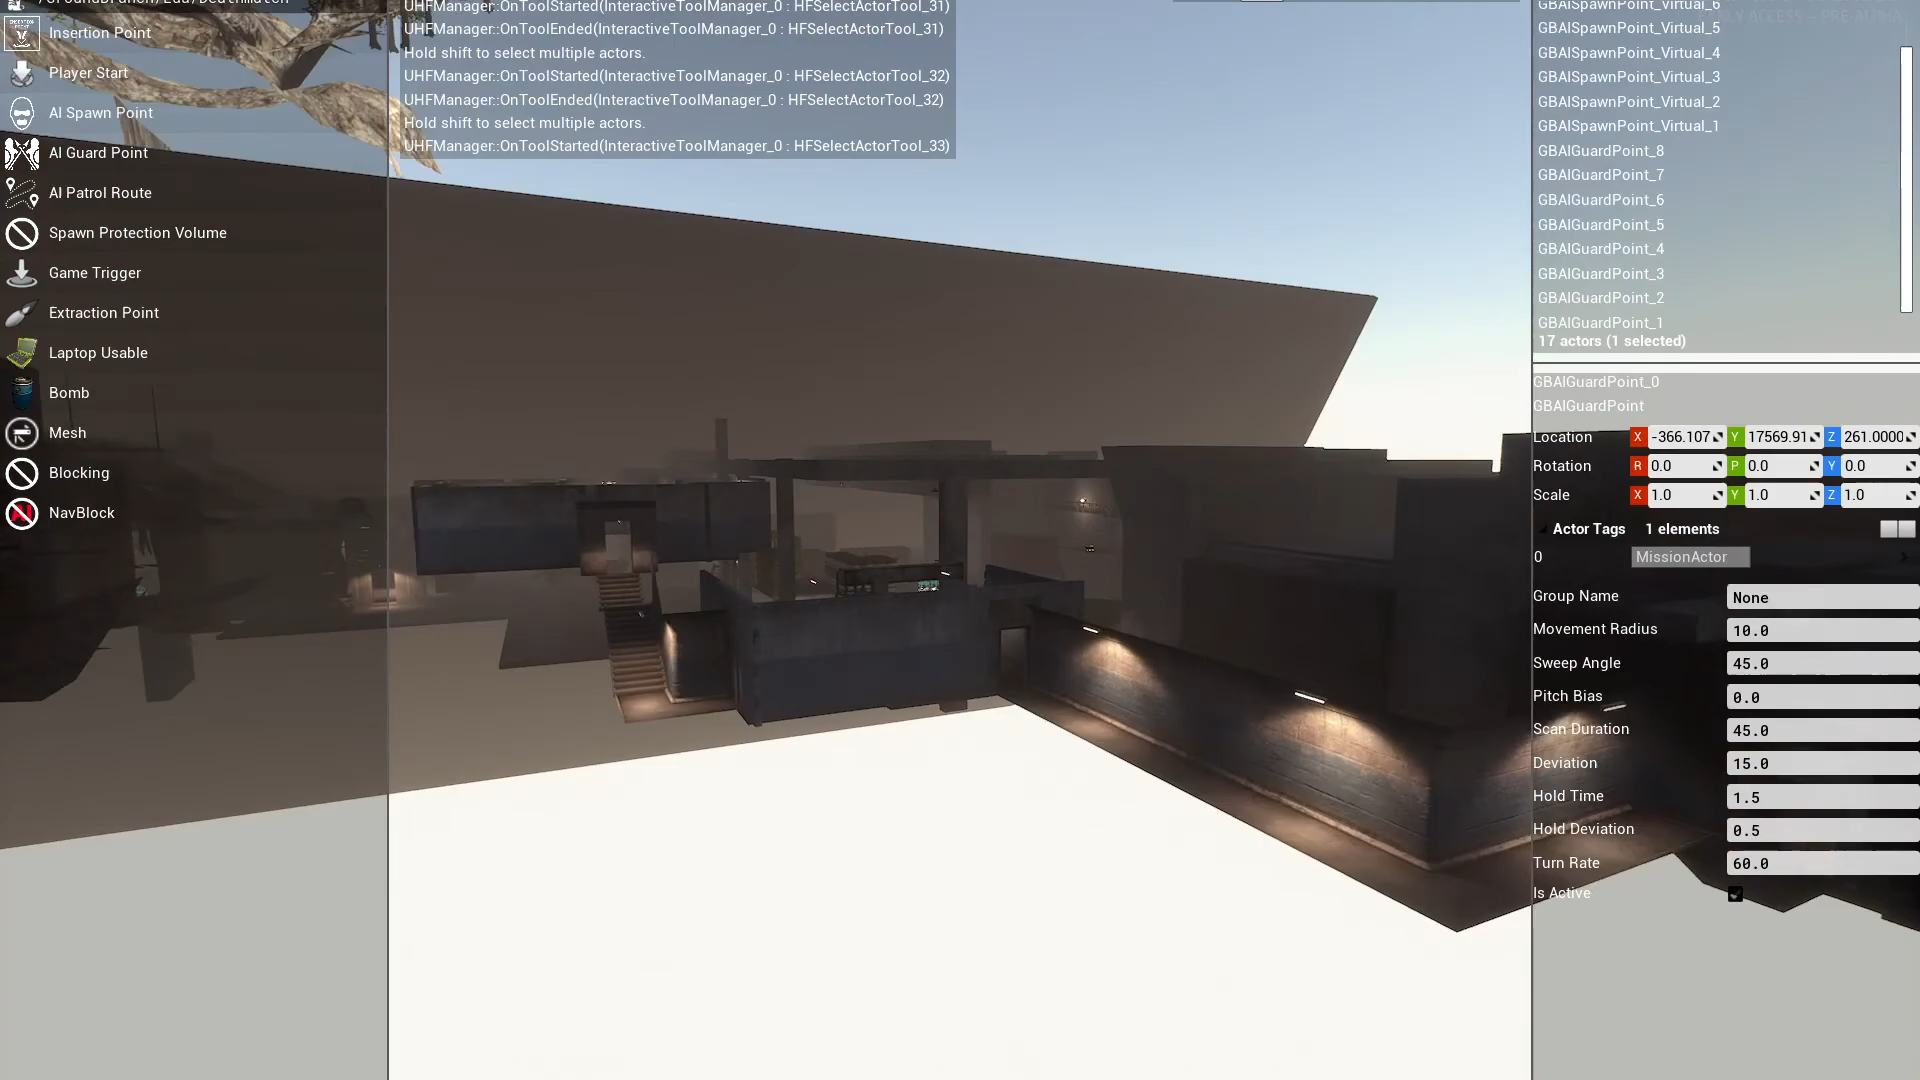 Insertion Point
Player Start
AI Spawn Point
AI Guard Point
AI Patrol Route
Spawn Protection Volume
Game Trigger
Extraction Point
Laptop Usable
Bomb
Mesh
Blocking
NavBlock
UHFManager::OnToolStarted(InteractiveToolManager_0 : HFSelectActorTool_31)
UHFManager::OnToolEnded(InteractiveToolManager_0 : HFSelectActorTool_31)
Hold shift to select multiple actors.
UHFManager::OnToolStarted(InteractiveToolManager_0 : HFSelectActorTool_32)
UHFManager::OnToolEnded(InteractiveToolManager_0 : HFSelectActorTool_32)
Hold shift to select multiple actors.
UHFManager::OnToolStarted(InteractiveToolManager_0 : HFSelectActorTool_33)
GBAISpawnPoint_Virtual_6
GBAISpawnPoint_Virtual_5
GBAISpawnPoint_Virtual_4
GBAISpawnPoint_Virtual_3
GBAISpawnPoint_Virtual_2
GBAISpawnPoint_Virtual_1
GBAIGuardPoint_8
GBAIGuardPoint_7
GBAIGuardPoint_6
GBAIGuardPoint_5
GBAIGuardPoint_4
GBAIGuardPoint_3
GBAIGuardPoint_2
GBAIGuardPoint_1
17 actors (1 selected)
GBAIGuardPoint_0
GBAIGuardPoint
Location X -366.107 Y 17569.91 Z 261.0000
Rotation R 0.0 P 0.0 Y 0.0
Scale X 1.0 Y 1.0 Z 1.0
Actor Tags 1 elements
0 MissionActor
Group Name None
Movement Radius 10.0
Sweep Angle 45.0
Pitch Bias 0.0
Scan Duration 45.0
Deviation 15.0
Hold Time 1.5
Hold Deviation 0.5
Turn Rate 60.0
Is Active